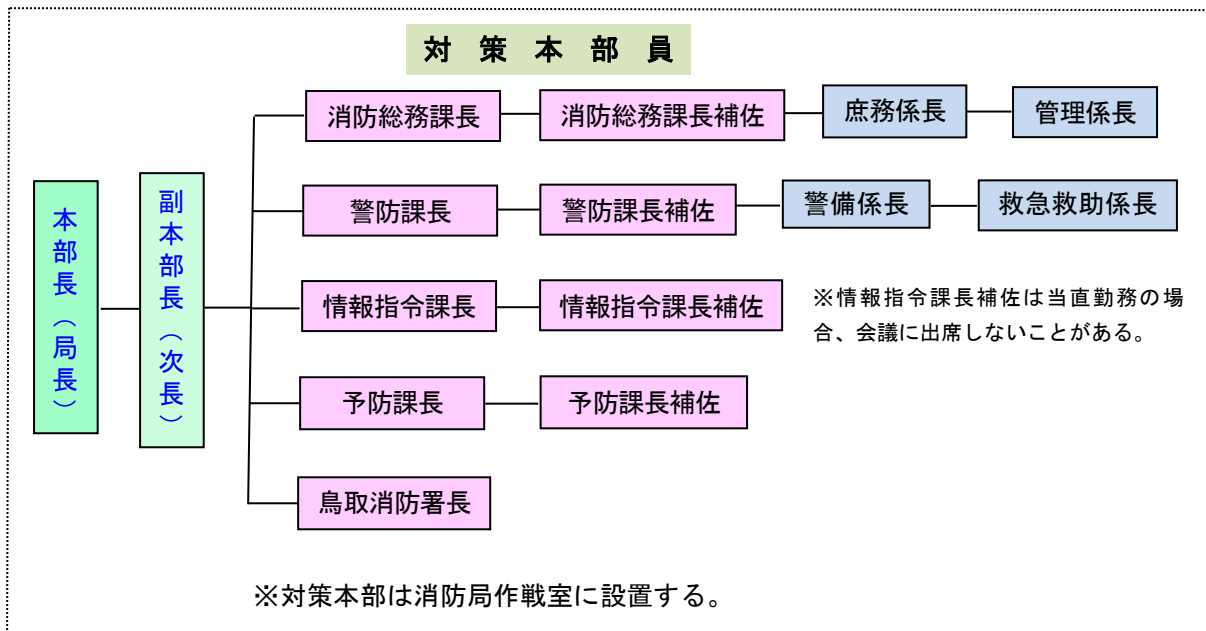 対策本部員
消防総務課長
消防総務課長補佐
庶務係長
管理係長
本部長（局長）
副本部長（次長）
警防課長
警防課長補佐
警備係長
救急救助係長
情報指令課長
情報指令課長補佐
※情報指令課長補佐は当直勤務の場
合、会議に出席しないことがある。
予防課長
予防課長補佐
鳥取消防署長
※対策本部は消防局作戦室に設置する。